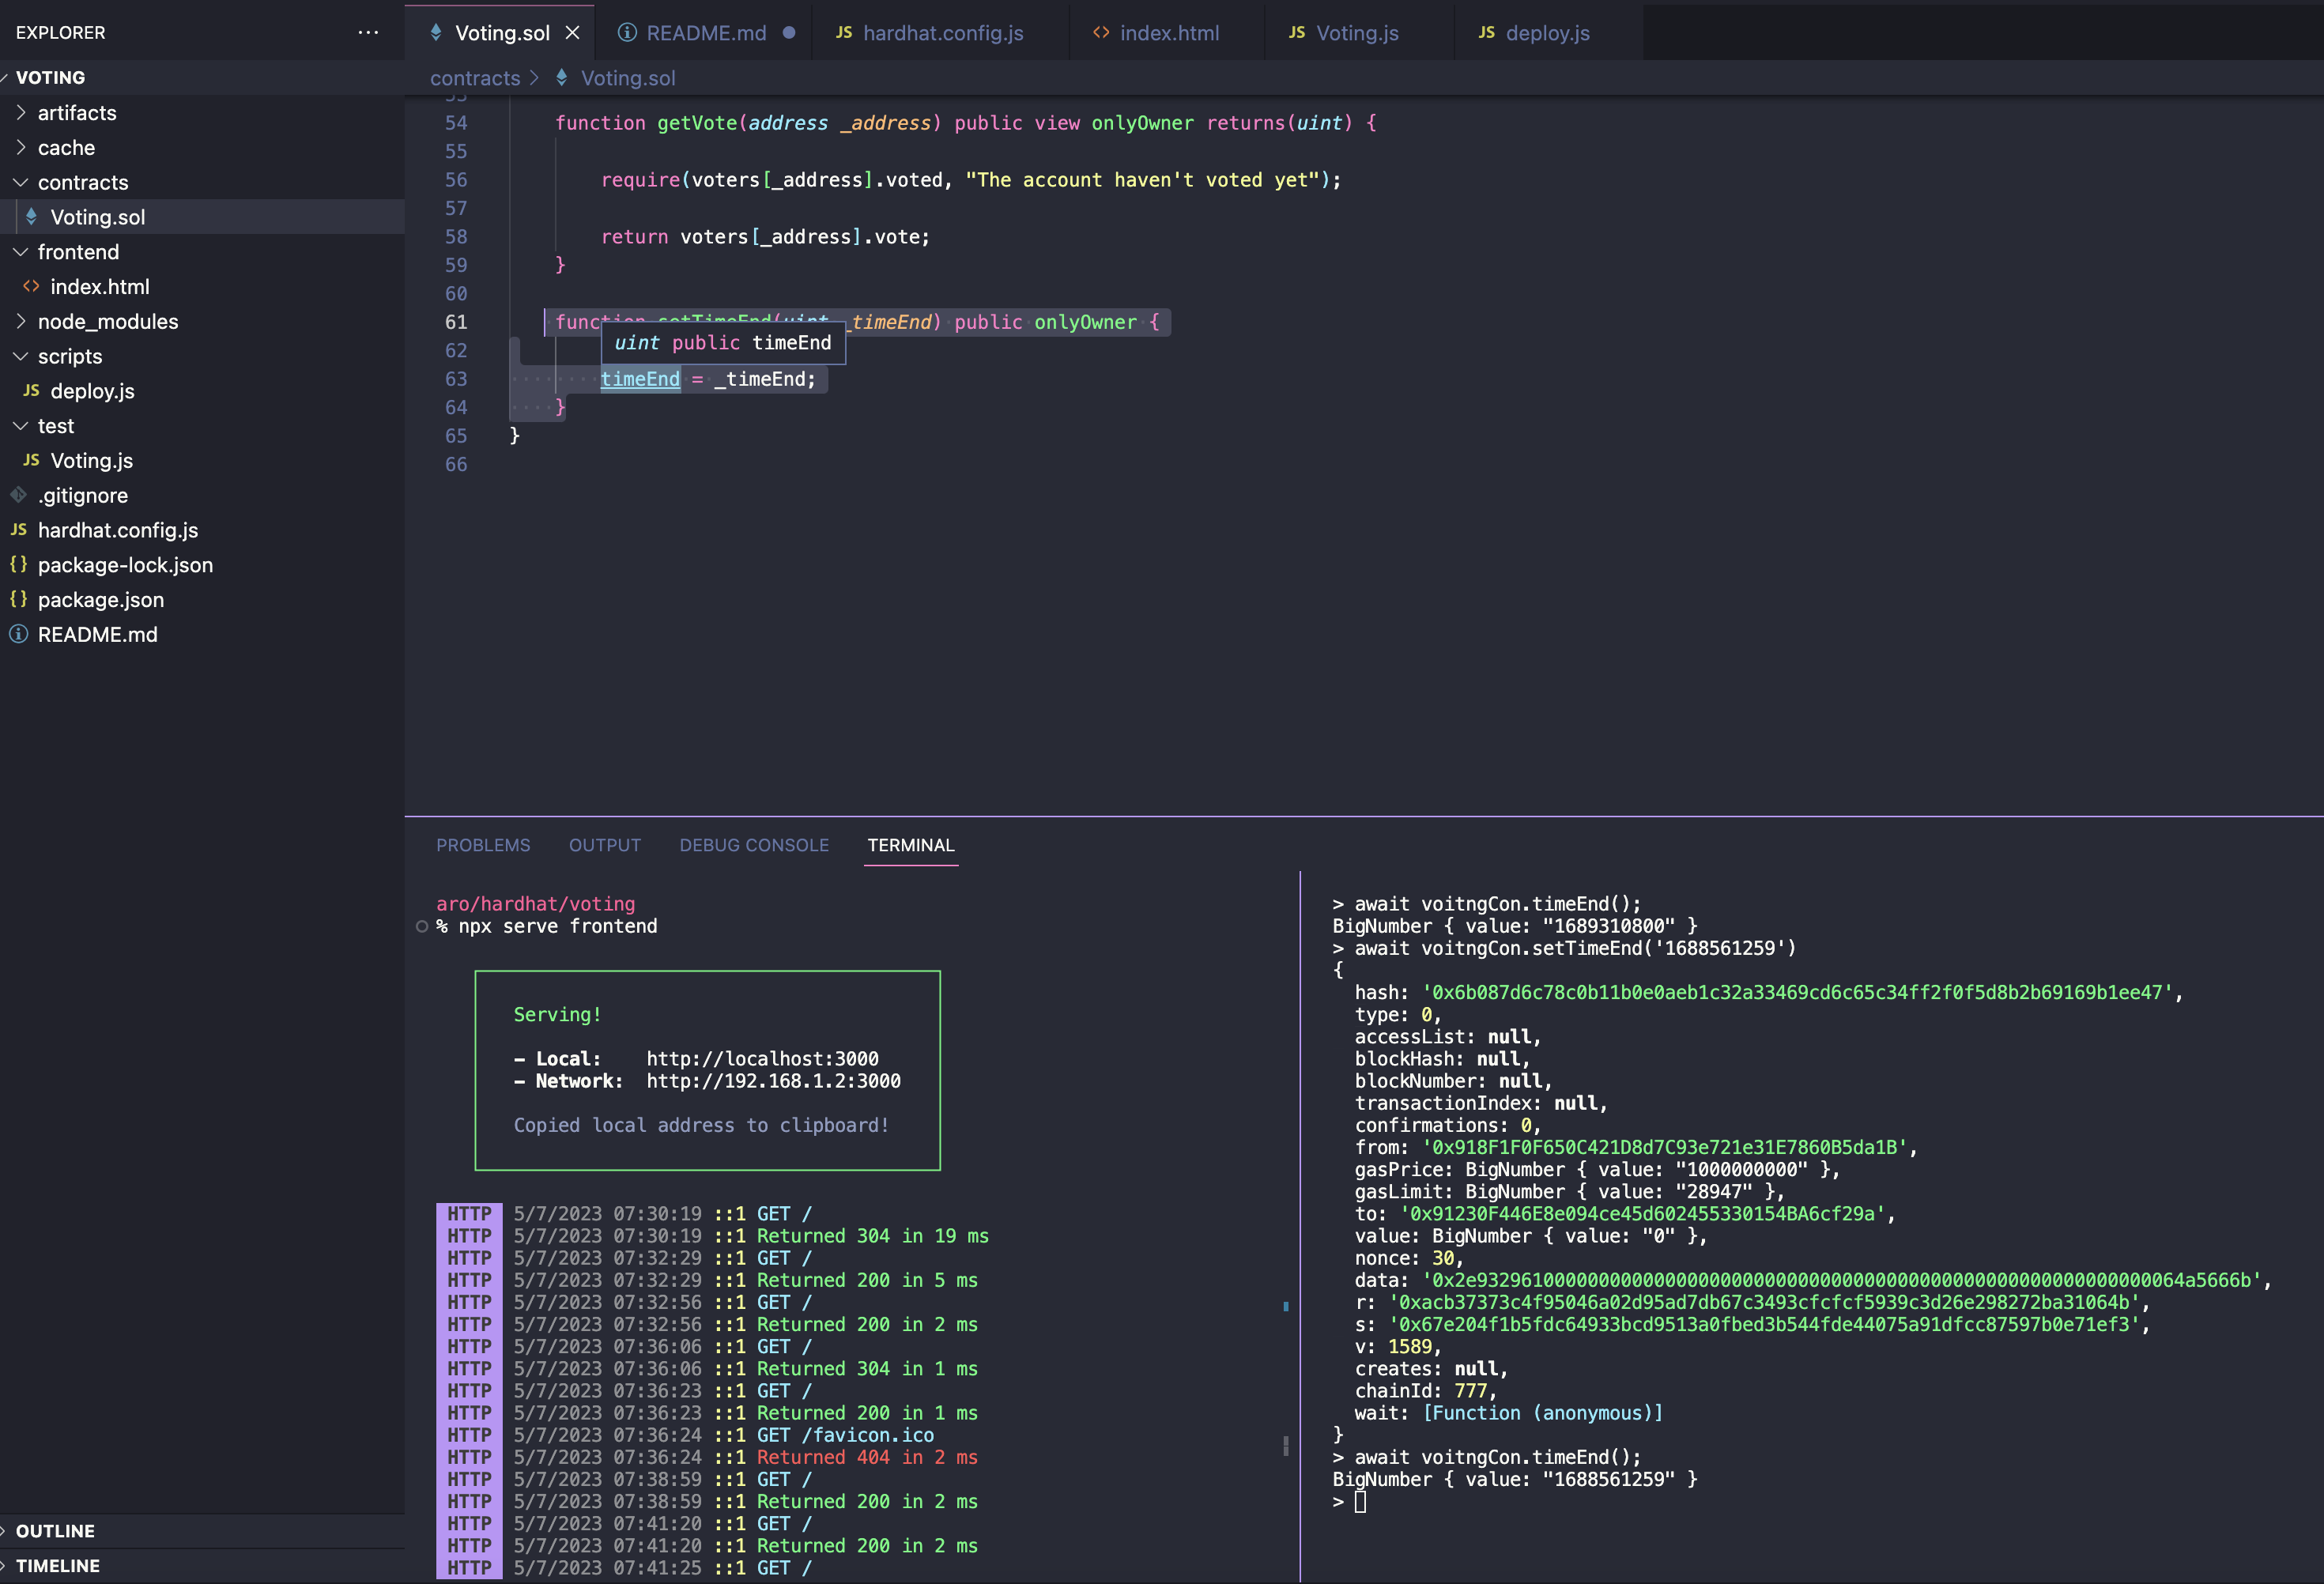 EXPLORER ···
VOTING
artifacts
cache
contracts
Voting.sol
frontend
index.html
node_modules
scripts
JS deploy.js
test
JS Voting.js
.gitignore
JS hardhat.config.js
{} package-lock.json
{} package.json
README.md
OUTLINE
TIMELINE
Voting.sol × README.md ● JS hardhat.config.js <> index.html JS Voting.js JS deploy.js
contracts > Voting.sol
54 function getVote(address _address) public view onlyOwner returns(uint) {
55
56 require(voters[_address].voted, "The account haven't voted yet");
57
58 return voters[_address].vote;
59 }
60
61 function setTimeEnd(uint _timeEnd) public onlyOwner {
uint public timeEnd
62
63 timeEnd = _timeEnd;
64 }
65 }
66
PROBLEMS OUTPUT DEBUG CONSOLE TERMINAL
aro/hardhat/voting
% npx serve frontend
Serving!
- Local: http://localhost:3000
- Network: http://192.168.1.2:3000
Copied local address to clipboard!
HTTP 5/7/2023 07:30:19 ::1 GET /
HTTP 5/7/2023 07:30:19 ::1 Returned 304 in 19 ms
HTTP 5/7/2023 07:32:29 ::1 GET /
HTTP 5/7/2023 07:32:29 ::1 Returned 200 in 5 ms
HTTP 5/7/2023 07:32:56 ::1 GET /
HTTP 5/7/2023 07:32:56 ::1 Returned 200 in 2 ms
HTTP 5/7/2023 07:36:06 ::1 GET /
HTTP 5/7/2023 07:36:06 ::1 Returned 304 in 1 ms
HTTP 5/7/2023 07:36:23 ::1 GET /
HTTP 5/7/2023 07:36:23 ::1 Returned 200 in 1 ms
HTTP 5/7/2023 07:36:24 ::1 GET /favicon.ico
HTTP 5/7/2023 07:36:24 ::1 Returned 404 in 2 ms
HTTP 5/7/2023 07:38:59 ::1 GET /
HTTP 5/7/2023 07:38:59 ::1 Returned 200 in 2 ms
HTTP 5/7/2023 07:41:20 ::1 GET /
HTTP 5/7/2023 07:41:20 ::1 Returned 200 in 2 ms
HTTP 5/7/2023 07:41:25 ::1 GET /
> await voitngCon.timeEnd();
BigNumber { value: "1689310800" }
> await voitngCon.setTimeEnd('1688561259')
{
hash: '0x6b087d6c78c0b11b0e0aeb1c32a33469cd6c65c34ff2f0f5d8b2b69169b1ee47',
type: 0,
accessList: null,
blockHash: null,
blockNumber: null,
transactionIndex: null,
confirmations: 0,
from: '0x918F1F0F650C421D8d7C93e721e31E7860B5da1B',
gasPrice: BigNumber { value: "1000000000" },
gasLimit: BigNumber { value: "28947" },
to: '0x91230F446E8e094ce45d602455330154BA6cf29a',
value: BigNumber { value: "0" },
nonce: 30,
data: '0x2e9329610000000000000000000000000000000000000000000000000000000064a5666b',
r: '0xacb37373c4f95046a02d95ad7db67c3493cfcfcf5939c3d26e298272ba31064b',
s: '0x67e204f1b5fdc64933bcd9513a0fbed3b544fde44075a91dfcc87597b0e71ef3',
v: 1589,
creates: null,
chainId: 777,
wait: [Function (anonymous)]
}
> await voitngCon.timeEnd();
BigNumber { value: "1688561259" }
>